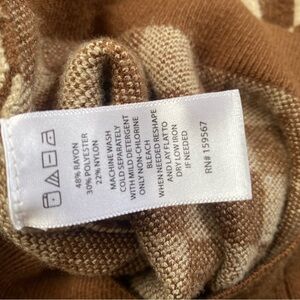 48% RAYON
30% POLYESTER
22% NYLON
MACHINE WASH
COLD SEPARATELY
WITH MILD DETERGENT
ONLY NON-CHLORINE
BLEACH
WHEN NEEDED RESHAPE
AND LAY FLAT TO
DRY LOW IRON
IF NEEDED
RN# 159567